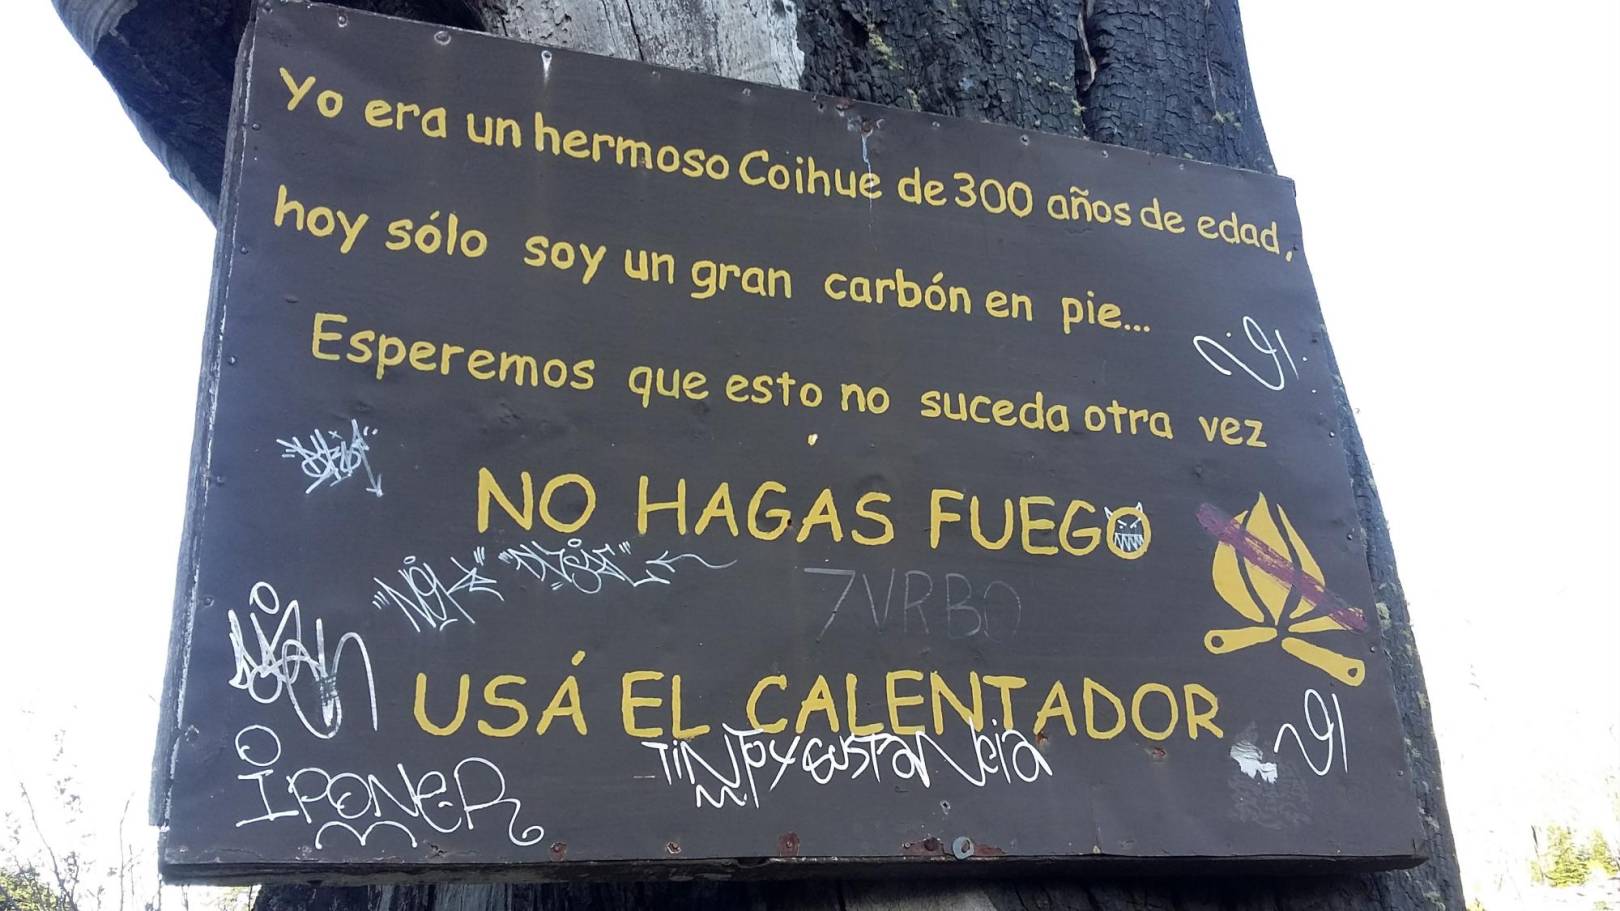 Yo era un hermoso Coihue de 300 años de edad,
hoy sólo soy un gran carbón en pie...
Esperemos que esto no suceda otra vez
NO HAGAS FUEGO
7VRBO
USÁ EL CALENTADOR
IPONER